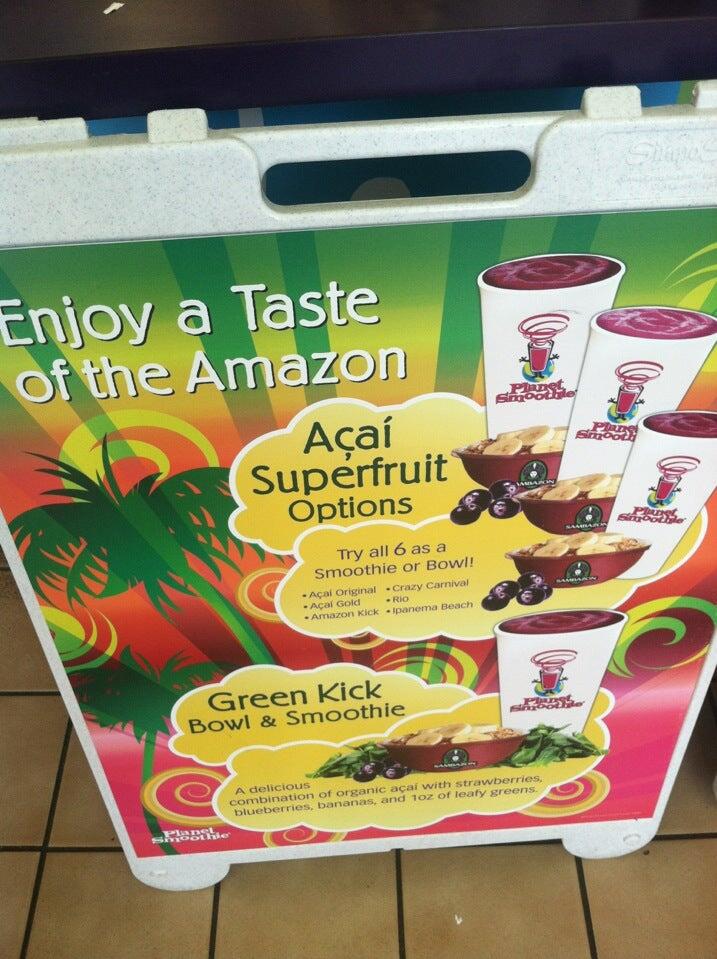 Enjoy a Taste
of the Amazon
Açaí
Superfruit
Options
Try all 6 as a
Smoothie or Bowl!
• Açaí Original • Crazy Carnival
• Açaí Gold • Rio
• Amazon Kick • Ipanema Beach
Planet
Smoothie
Planet
Smoothie
Planet
Smoothie
SAMBAZON
SAMBAZON
SAMBAZON
Green Kick
Bowl & Smoothie
Planet
Smoothie
SAMBAZON
A delicious
combination of organic açaí with strawberries,
blueberries, bananas, and 1oz of leafy greens.
Planet
Smoothie